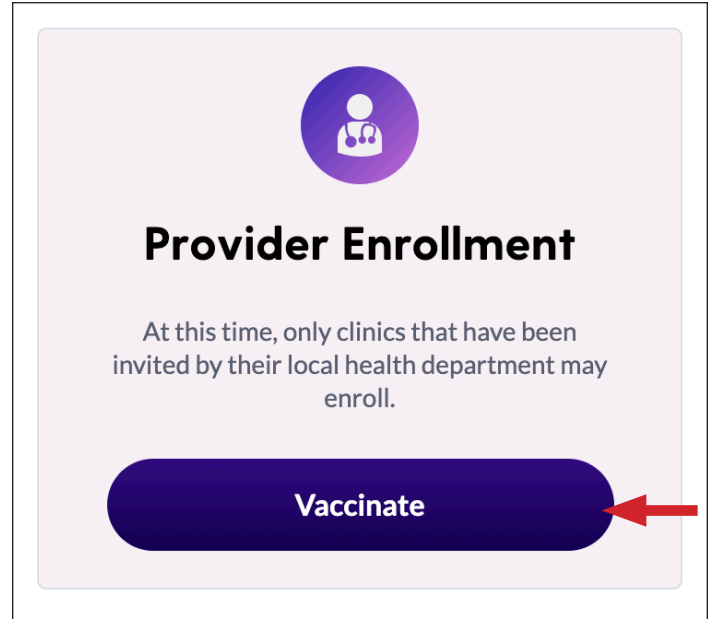 Provider Enrollment
At this time, only clinics that have been
invited by their local health department may
enroll.
Vaccinate